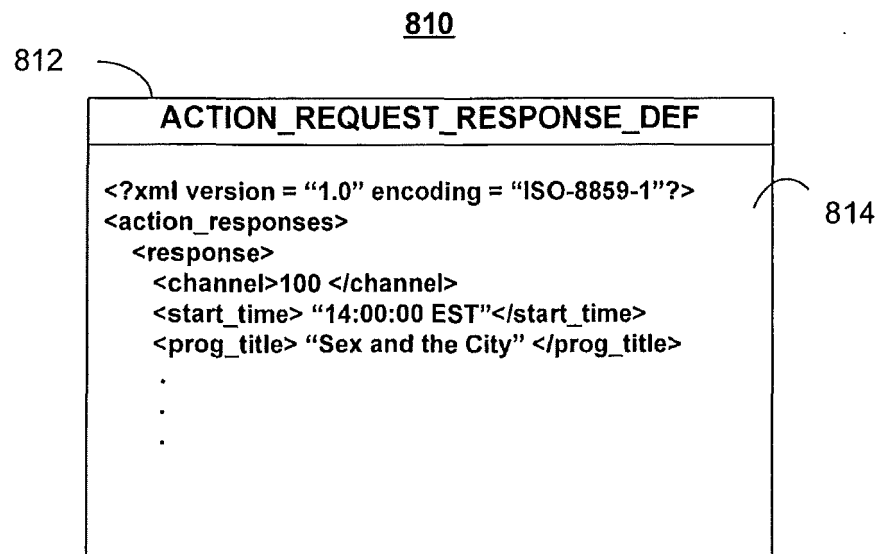 810
812
ACTION_REQUEST_RESPONSE_DEF
<?xml version = “1.0” encoding = “ISO-8859-1”?>
<action_responses>
<response>
<channel>100 </channel>
<start_time> “14:00:00 EST”</start_time>
<prog_title> “Sex and the City” </prog_title>
.
.
.
814